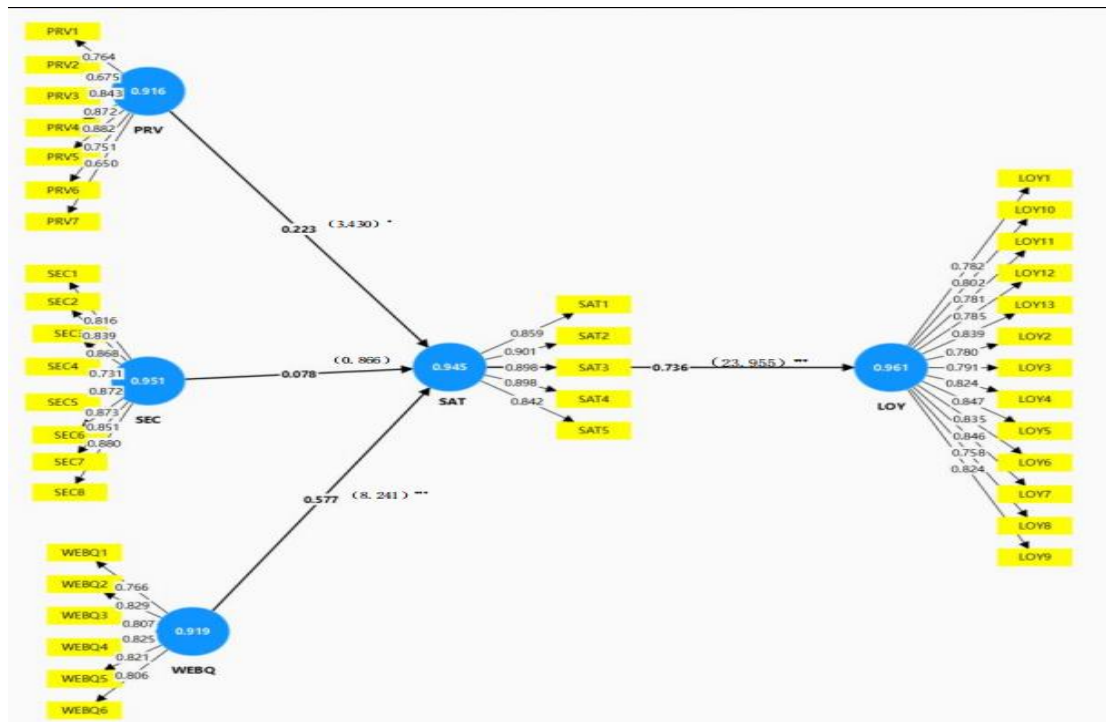 PRV1
PRV2
PRV3
PRV4
PRV5
PRV6
PRV7
0.764
0.675
0.843
0.872
0.882
0.751
0.650
0.916
PRV
0.223 (3.430)
SEC1
SEC2
SEC4
SEC5
SEC6
SEC7
SEC8
0.816
0.839
0.868
0.731
0.872
0.873
0.851
0.880
0.951
SEC
0.078 (0.866)
WEBQ1
WEBQ2
WEBQ3
WEBQ4
WEBQ5
WEBQ6
0.766
0.829
0.807
0.825
0.821
0.806
0.919
WEBQ
0.577 (8.241) ***
0.945
SAT
0.859
0.901
0.898
0.898
0.842
SAT1
SAT2
SAT3
SAT4
SAT5
0.736 (23.955) ***
0.961
LOY
0.782
0.802
0.781
0.785
0.839
0.780
0.791
0.824
0.847
0.835
0.846
0.758
0.824
LOY1
LOY10
LOY11
LOY12
LOY13
LOY2
LOY3
LOY4
LOY5
LOY6
LOY7
LOY8
LOY9